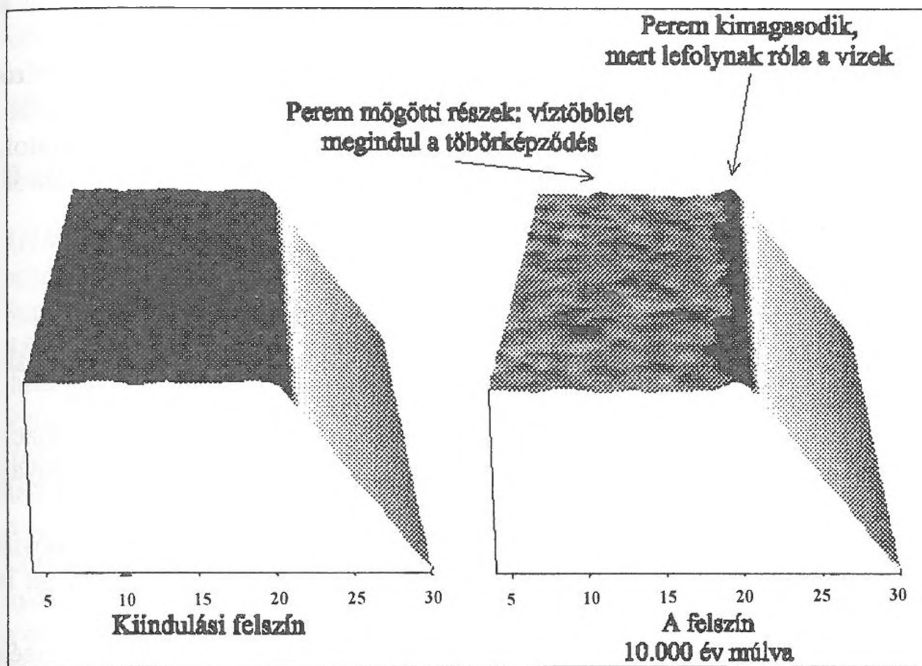 Perem kimagasodik,
mert lefolynak róla a vizek
Perem mögötti részek: víztöbblet
megindul a töbörképződés
5 10 15 20 25 30
Kiindulási felszín
5 10 15 20 25 30
A felszín
10.000 év múlva